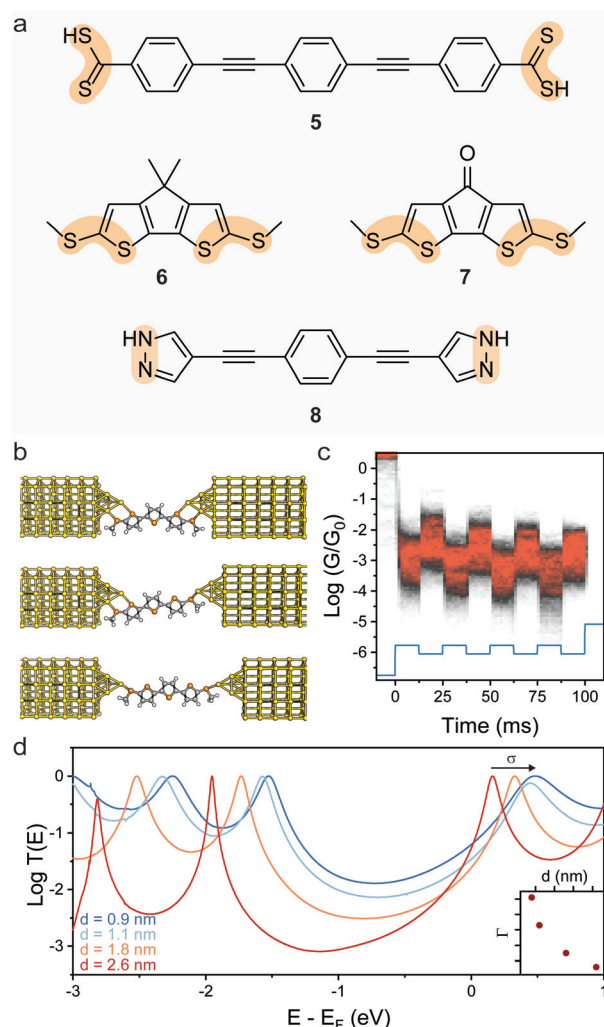 a
HS
S
S
SH
5
S
S
S
S
6
O
S
S
S
S
7
HN
N
NH
N
8
b
c
Log (G/G₀)
0
-1
-2
-3
-4
-5
-6
0 25 50 75 100
Time (ms)
d
Log T(E)
0
-1
-2
-3
σ
d = 0.9 nm
d = 1.1 nm
d = 1.8 nm
d = 2.6 nm
d (nm)
Γ
-3 -2 -1 0 1
E - E_F (eV)